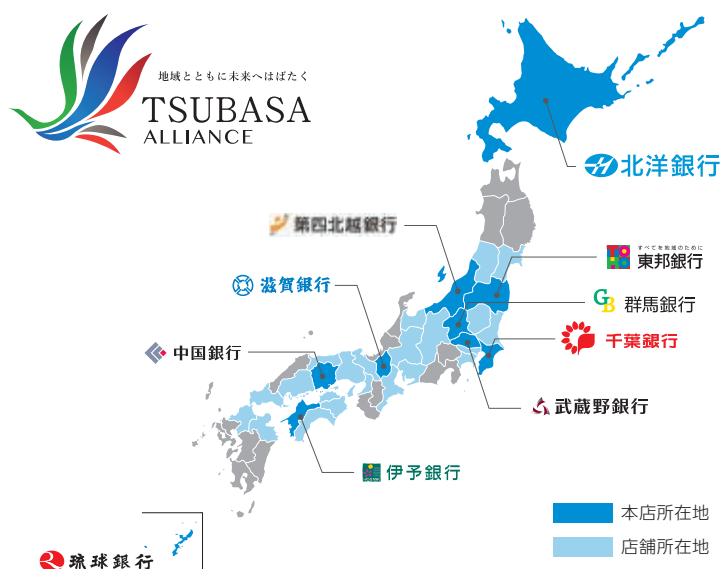 地域とともに未来へはばたく
TSUBASA
ALLIANCE
北洋銀行
第四北越銀行
すべてを地域のために
東邦銀行
滋賀銀行
GB 群馬銀行
千葉銀行
中国銀行
武蔵野銀行
伊予銀行
本店所在地
店舗所在地
琉球銀行